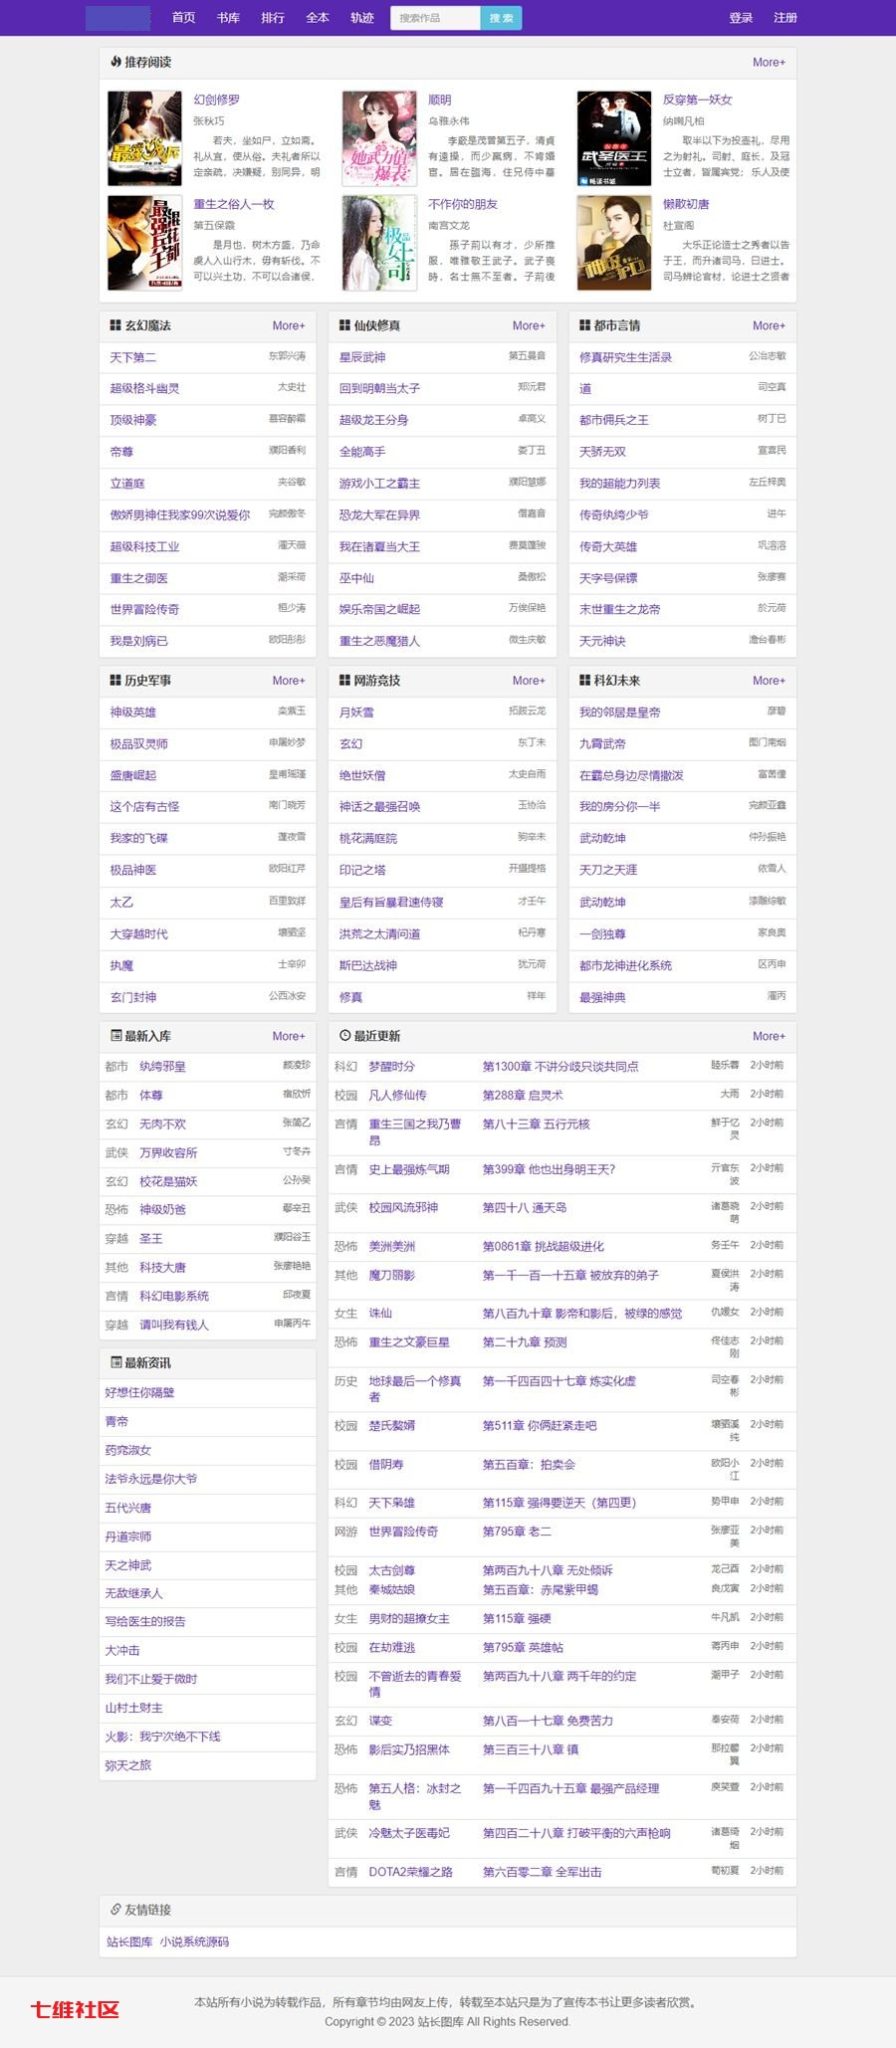 首页 书库 排行 全本 轨迹 搜索作品 搜索 登录 注册
推荐阅读 More+
幻剑修罗
张秋巧
若夫，坐如尸，立如斋。
礼从宜，使从俗。夫礼者所以
定亲疏，决嫌疑，别同异，明
顺明
乌雅永伟
李廞是茂曾第五子，清貞
有遠操，而少羸病，不肯婚
宦。居在臨海，住兄侍中墓
反穿第一妖女
纳喇凡柏
取半以下为投壶礼，尽用
之为射礼。司射、庭长，及冠
士立者，皆属宾党；乐人及使
重生之俗人一枚
第五保霞
是月也，树木方盛，乃命
虞人入山行木，毋有斩伐。不
可以兴土功，不可以合诸侯，
不作你的朋友
南宫文龙
孫子荆以有才，少所推
服，唯雅敬王武子。武子喪
時，名士無不至者。子荆後
懒散初唐
杜宣阁
大乐正论造士之秀者以告
于王，而升诸司马，曰进士。
司马辨论官材，论进士之贤者
玄幻魔法 More+
天下第二 东郭兴涛
超级格斗幽灵 太史壮
顶级神豪 慕容醉霜
帝尊 濮阳香利
立道庭 夹谷敏
傲娇男神住我家99次说爱你 完颜傲冬
超级科技工业 濯天薇
重生之御医 潮采荷
世界冒险传奇 桓少涛
我是刘病已 欧阳彤彤
仙侠修真 More+
星辰武神 第五曼音
回到明朝当太子 郑沅君
超级龙王分身 卓亮义
全能高手 娄丁丑
游戏小工之霸主 濮阳慧娜
恐龙大军在异界 僧嘉音
我在诸夏当大王 费莫蓬骏
巫中仙 桑傲松
娱乐帝国之崛起 万俟保艳
重生之恶魔猎人 微生庆敏
都市言情 More+
修真研究生生活录 公冶志敏
道 司空真
都市佣兵之王 树丁巳
天骄无双 宣嘉民
我的超能力列表 左丘梓奥
传奇纨绔少爷 进午
传奇大英雄 巩溶溶
天字号保镖 张廖赛
末世重生之龙帝 於元荷
天元神诀 澹台春彬
历史军事 More+
神级英雄 栾紫玉
极品驭灵师 申屠妙梦
盛唐崛起 皇甫瑶瑾
这个店有古怪 南门晓芳
我家的飞碟 蓬夜雪
极品神医 欧阳红芹
太乙 百里敦牂
大穿越时代 壤驷坚
执魔 士辛卯
玄门封神 公西冰安
网游竞技 More+
月妖雪 拓跋云龙
玄幻 东丁未
绝世妖僧 太史自雨
神话之最强召唤 玉协洽
桃花满庭院 驹辛未
印记之塔 开摄提格
皇后有旨暴君速侍寝 才壬午
洪荒之太清问道 杞丹寒
斯巴达战神 犹元荷
修真 祥年
科幻未来 More+
我的邻居是皇帝 彦碧
九霄武帝 图门南烟
在霸总身边尽情撒泼 富茵僮
我的房分你一半 完颜亚鑫
武动乾坤 仲孙振艳
天刀之天涯 依雪人
武动乾坤 漆雕综敏
一剑独尊 家良奥
都市龙神进化系统 区丙申
最强神典 濯丙
最新入库 More+
都市 纨绔邪皇 颜凌珍
都市 体尊 宿欣忻
玄幻 无肉不欢 张简乙
武侠 万界收容所 寸冬卉
玄幻 校花是猫妖 公孙癸
恐怖 神级奶爸 鄢辛丑
穿越 圣王 濮阳谷玉
其他 科技大唐 张廖艳艳
言情 科幻电影系统 邱夜夏
穿越 请叫我有钱人 申屠丙午
最新资讯
好想住你隔壁
青帝
药窕淑女
法爷永远是你大爷
五代兴唐
丹道宗师
天之神武
无敌继承人
写给医生的报告
大冲击
我们不止爱于微时
山村土财主
火影：我宁次绝不下线
弥天之旅
最近更新 More+
科幻 梦醒时分 第1300章 不讲分歧只谈共同点 睦乐蓉 2小时前
校园 凡人修仙传 第288章 启灵术 大雨 2小时前
言情 重生三国之我乃曹昂 第八十三章 五行元核 鲜于忆灵 2小时前
言情 史上最强炼气期 第399章 他也出身明王天？ 亓官东波 2小时前
武侠 校园风流邪神 第四十八 通天岛 诸葛晓萌 2小时前
恐怖 美洲美洲 第0861章 挑战超级进化 务壬午 2小时前
其他 魔刀丽影 第一千一百一十五章 被放弃的弟子 夏侯洪涛 2小时前
女生 诛仙 第八百九十章 影帝和影后，被绿的感觉 仇媛女 2小时前
恐怖 重生之文豪巨星 第二十九章 预测 佟佳志刚 2小时前
历史 地球最后一个修真者 第一千四百四十七章 炼实化虚 司空春彬 2小时前
校园 楚氏赘婿 第511章 你俩赶紧走吧 壤驷溪纯 2小时前
校园 借阴寿 第五百章：拍卖会 欧阳小江 2小时前
科幻 天下枭雄 第115章 强得要逆天（第四更） 势甲申 2小时前
网游 世界冒险传奇 第795章 老二 张廖亚美 2小时前
校园 太古剑尊 第两百九十八章 无处倾诉 龙己酉 2小时前
其他 秦城姑娘 第五百章：赤尾紫甲蝎 良戊寅 2小时前
女生 男财的超撩女主 第115章 强硬 牛凡凯 2小时前
校园 在劫难逃 第795章 英雄帖 蒋丙申 2小时前
校园 不曾逝去的青春爱情 第两百九十八章 两千年的约定 潮甲子 2小时前
玄幻 谍变 第八百一十七章 免费苦力 秦安荷 2小时前
恐怖 影后实乃招黑体 第三百三十八章 镇 那拉馨翼 2小时前
恐怖 第五人格：冰封之魅 第一千四百九十五章 最强产品经理 庾笑萱 2小时前
武侠 冷魅太子医毒妃 第四百二十八章 打破平衡的六声枪响 诸葛绮烟 2小时前
言情 DOTA2荣耀之路 第六百零二章 全军出击 荀初夏 2小时前
友情链接
站长图库 小说系统源码
本站所有小说为转载作品，所有章节均由网友上传，转载至本站只是为了宣传本书让更多读者欣赏。
Copyright © 2023 站长图库 All Rights Reserved.
七维社区